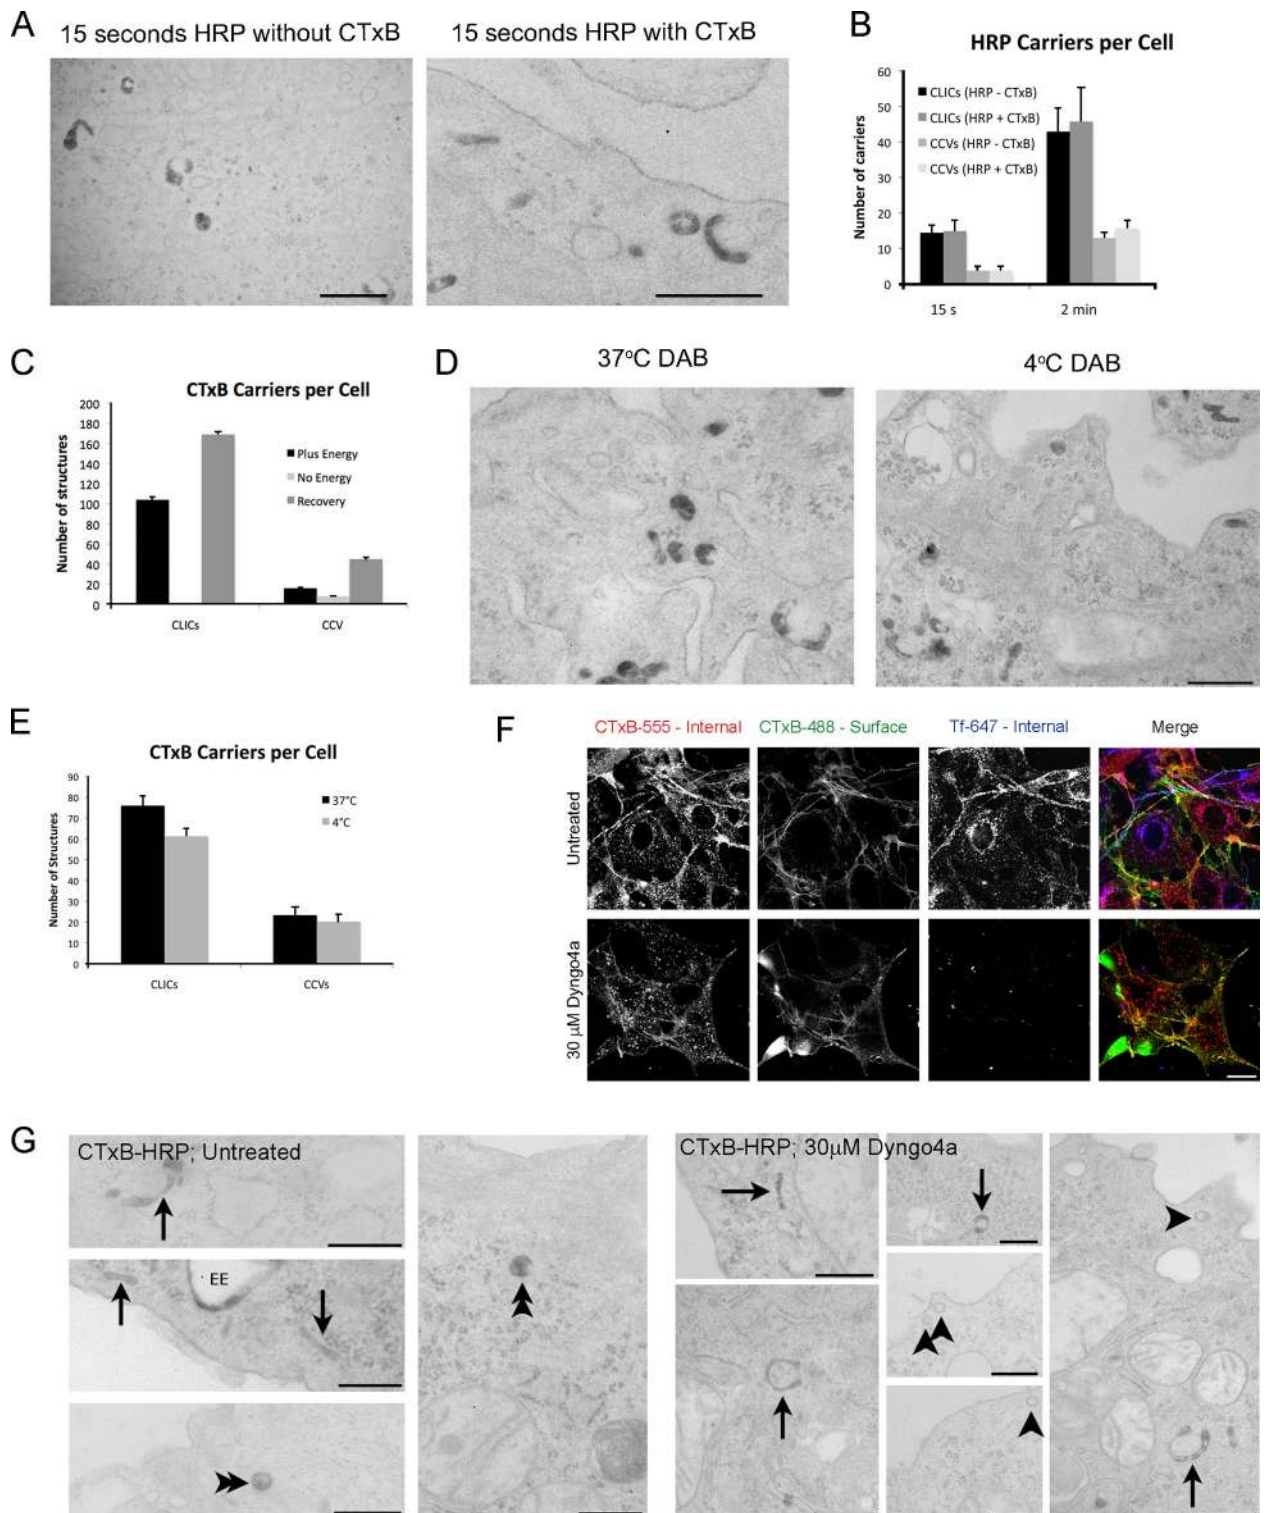 A
15 seconds HRP without CTxB
15 seconds HRP with CTxB
B
HRP Carriers per Cell
Number of carriers
60
50
40
30
20
10
0
CLICs (HRP - CTxB)
CLICs (HRP + CTxB)
CCVs (HRP - CTxB)
CCVs (HRP + CTxB)
15 s
2 min
C
CTxB Carriers per Cell
Number of structures
200
180
160
140
120
100
80
60
40
20
0
Plus Energy
No Energy
Recovery
CLICs
CCV
D
37°C DAB
4°C DAB
E
CTxB Carriers per Cell
Number of Structures
90
80
70
60
50
40
30
20
10
0
37°C
4°C
CLICs
CCVs
F
CTxB-555 - Internal
CTxB-488 - Surface
Tf-647 - Internal
Merge
Untreated
30 µM Dyngo4a
G
CTxB-HRP; Untreated
EE
CTxB-HRP; 30µM Dyngo4a